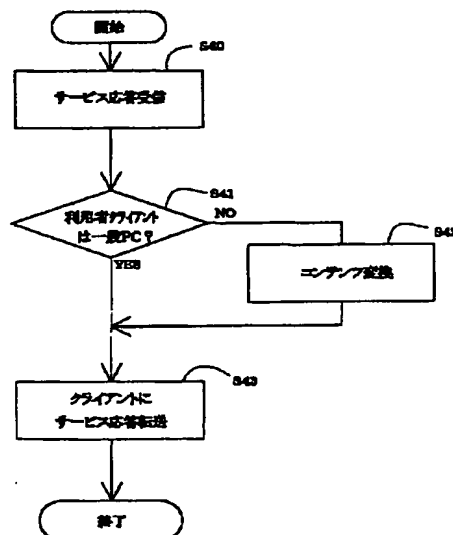 開始
S40
サービス応答受信
S41
利用者クライアント
は一般PC?
NO
YES
コンテンツ変換
S43
クライアントに
サービス応答転送
終了